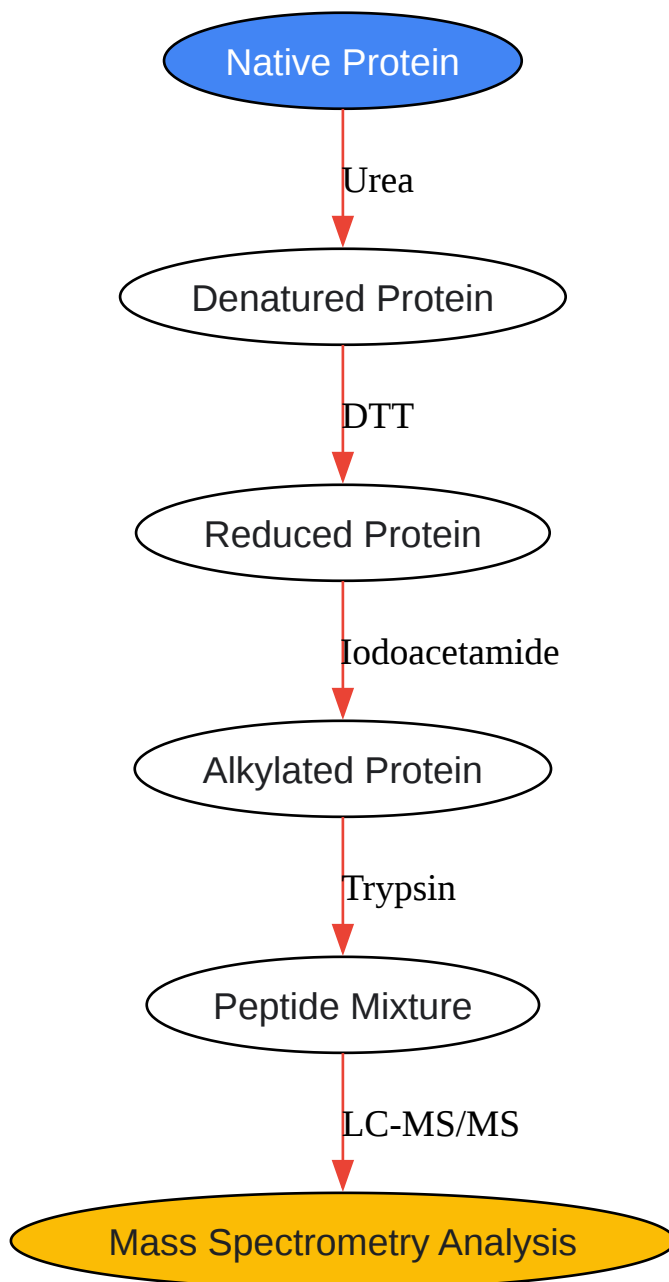 Native Protein
Urea
Denatured Protein
DTT
Reduced Protein
Iodoacetamide
Alkylated Protein
Trypsin
Peptide Mixture
LC-MS/MS
Mass Spectrometry Analysis